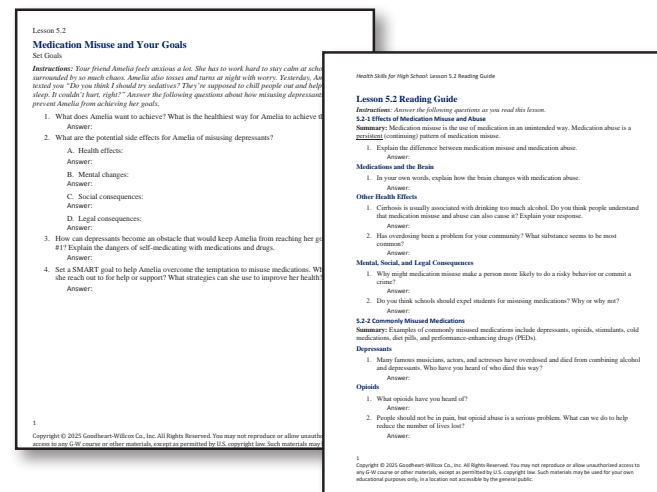 Lesson 5.2
Medication Misuse and Your Goals
Set Goals
Instructions: Your friend Amelia feels anxious a lot. She has to work hard to stay calm at
surrounded by so much chaos. Amelia also tosses and turns at night with worry. Yesterday,
texted you “Do you think I should try sedatives? They’re supposed to chill people out and help
sleep. It couldn’t hurt, right?” Answer the following questions about how misusing
prevent Amelia from achieving her goals.
1. What does Amelia want to achieve? What is the healthiest way for Amelia to achieve
Answer:
2. What are the potential side effects for Amelia of misusing depressants?
A. Health effects:
Answer:
B. Mental changes:
Answer:
C. Social consequences:
Answer:
D. Legal consequences:
Answer:
3. How can depressants become an obstacle that would keep Amelia from reaching her
#1? Explain the dangers of self-medicating with medications and drugs.
Answer:
4. Set a SMART goal to help Amelia overcome the temptation to misuse medications.
she reach out to for help or support? What strategies can she use to improve her health?
Answer:
1
Copyright © 2025 Goodheart-Willcox Co., Inc. All Rights Reserved. You may not reproduce or allow
access to any G-W course or other materials, except as permitted by U.S. copyright law. Such materials may
Health Skills for High School: Lesson 5.2 Reading Guide
Lesson 5.2 Reading Guide
Instructions: Answer the following questions as you read this lesson.
5.2-1 Effects of Medication Misuse and Abuse
Summary: Medication misuse is the use of medication in an unintended way. Medication abuse is a
persistent (continuing) pattern of medication misuse.
1. Explain the difference between medication misuse and medication abuse.
Answer:
Medications and the Brain
1. In your own words, explain how the brain changes with medication abuse.
Answer:
Other Health Effects
1. Cirrhosis is usually associated with drinking too much alcohol. Do you think people understand
that medication misuse and abuse can also cause it? Explain your response.
Answer:
2. Has overdosing been a problem for your community? What substance seems to be most
common?
Answer:
Mental, Social, and Legal Consequences
1. Why might medication misuse make a person more likely to do a risky behavior or commit a
crime?
Answer:
2. Do you think schools should expel students for misusing medications? Why or why not?
Answer:
5.2-2 Commonly Misused Medications
Summary: Examples of commonly misused medications include depressants, opioids, stimulants, cold
medications, diet pills, and performance-enhancing drugs (PEDs).
Depressants
1. Many famous musicians, actors, and actresses have overdosed and died from combining alcohol
and depressants. Who have you heard of who died this way?
Answer:
Opioids
1. What opioids have you heard of?
Answer:
2. People should not be in pain, but opioid abuse is a serious problem. What can we do to help
reduce the number of lives lost?
Answer:
1
Copyright © 2025 Goodheart-Willcox Co., Inc. All Rights Reserved. You may not reproduce or allow unauthorized access to
any G-W course or other materials, except as permitted by U.S. copyright law. Such materials may be used for your own
educational purposes only, in a location not accessible by the general public.